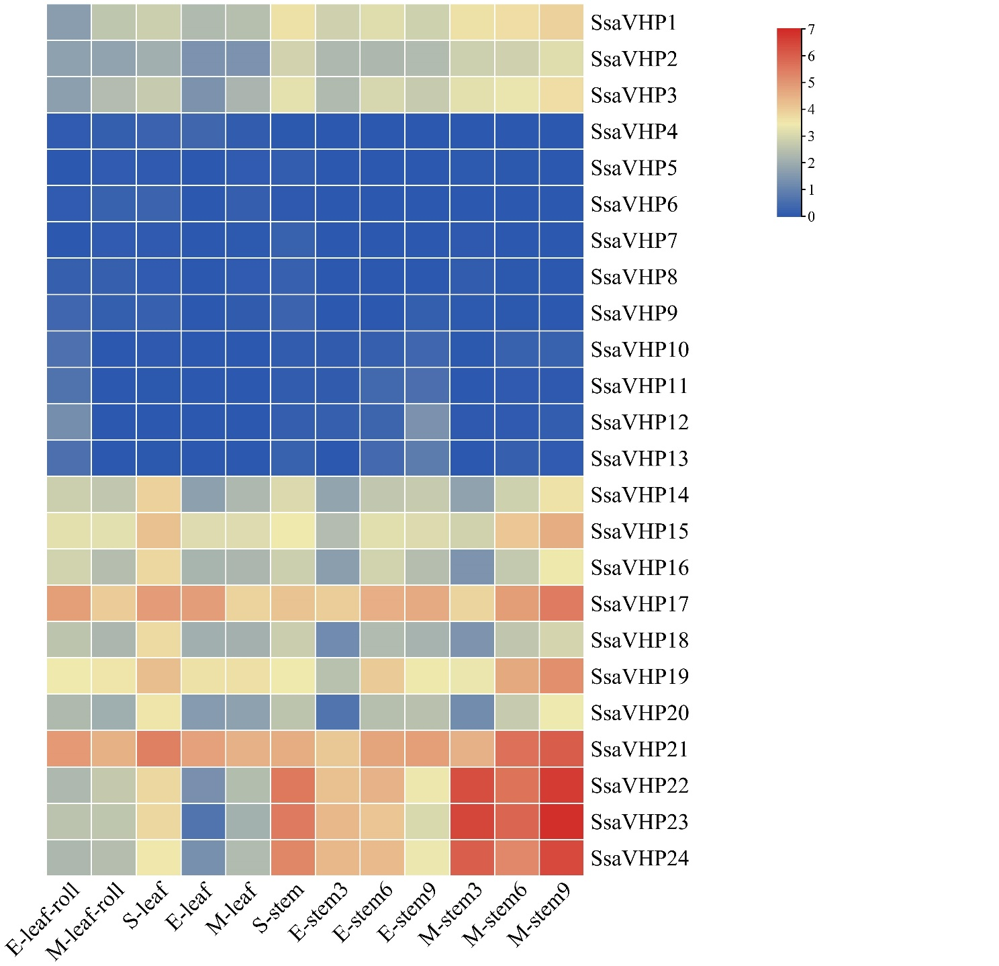 SsaVHP1
SsaVHP2
SsaVHP3
SsaVHP4
SsaVHP5
SsaVHP6
SsaVHP7
SsaVHP8
SsaVHP9
SsaVHP10
SsaVHP11
SsaVHP12
SsaVHP13
SsaVHP14
SsaVHP15
SsaVHP16
SsaVHP17
SsaVHP18
SsaVHP19
SsaVHP20
SsaVHP21
SsaVHP22
SsaVHP23
SsaVHP24
E-leaf-roll
M-leaf-roll
S-leaf
E-leaf
M-leaf
S-stem
E-stem3
E-stem6
E-stem9
M-stem3
M-stem6
M-stem9
7
6
5
4
3
2
1
0